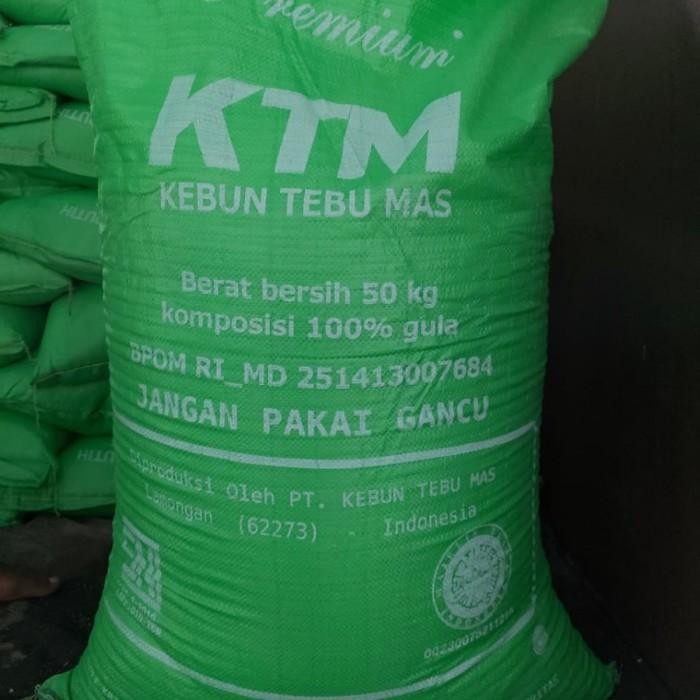 Premium
KTM
KEBUN TEBU MAS
Berat bersih 50 kg
komposisi 100% gula
BPOM RI_MD 251413007684
JANGAN PAKAI GANCU
Diproduksi Oleh PT. KEBUN TEBU MAS
Lamongan (62273) - Indonesia